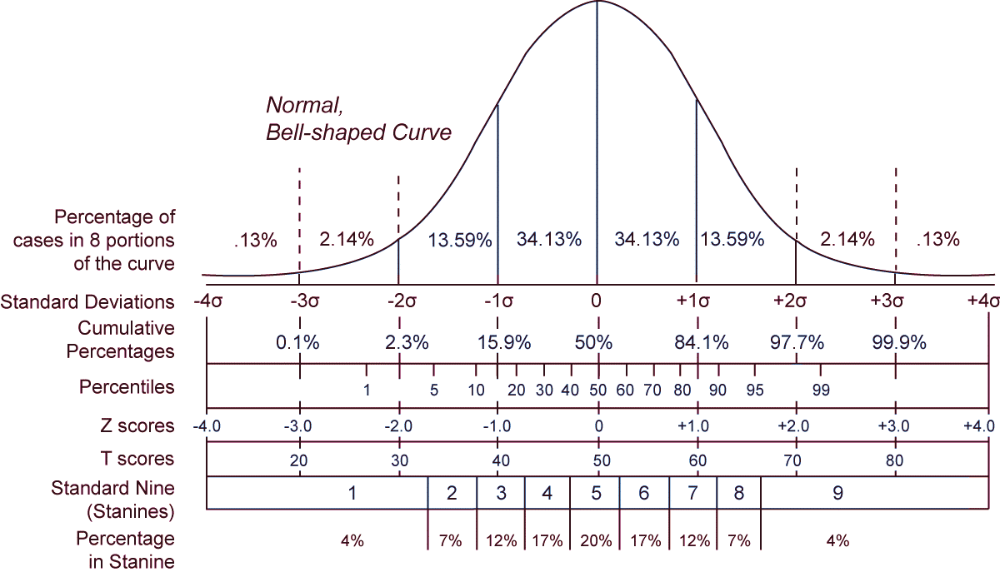 Normal,
Bell-shaped Curve
Percentage of
cases in 8 portions
of the curve
.13% 2.14% 13.59% 34.13% 34.13% 13.59% 2.14% .13%
Standard Deviations -4σ -3σ -2σ -1σ 0 +1σ +2σ +3σ +4σ
Cumulative
Percentages 0.1% 2.3% 15.9% 50% 84.1% 97.7% 99.9%
Percentiles 1 5 10 20 30 40 50 60 70 80 90 95 99
Z scores -4.0 -3.0 -2.0 -1.0 0 +1.0 +2.0 +3.0 +4.0
T scores 20 30 40 50 60 70 80
Standard Nine
(Stanines) 1 2 3 4 5 6 7 8 9
Percentage
in Stanine 4% 7% 12% 17% 20% 17% 12% 7% 4%